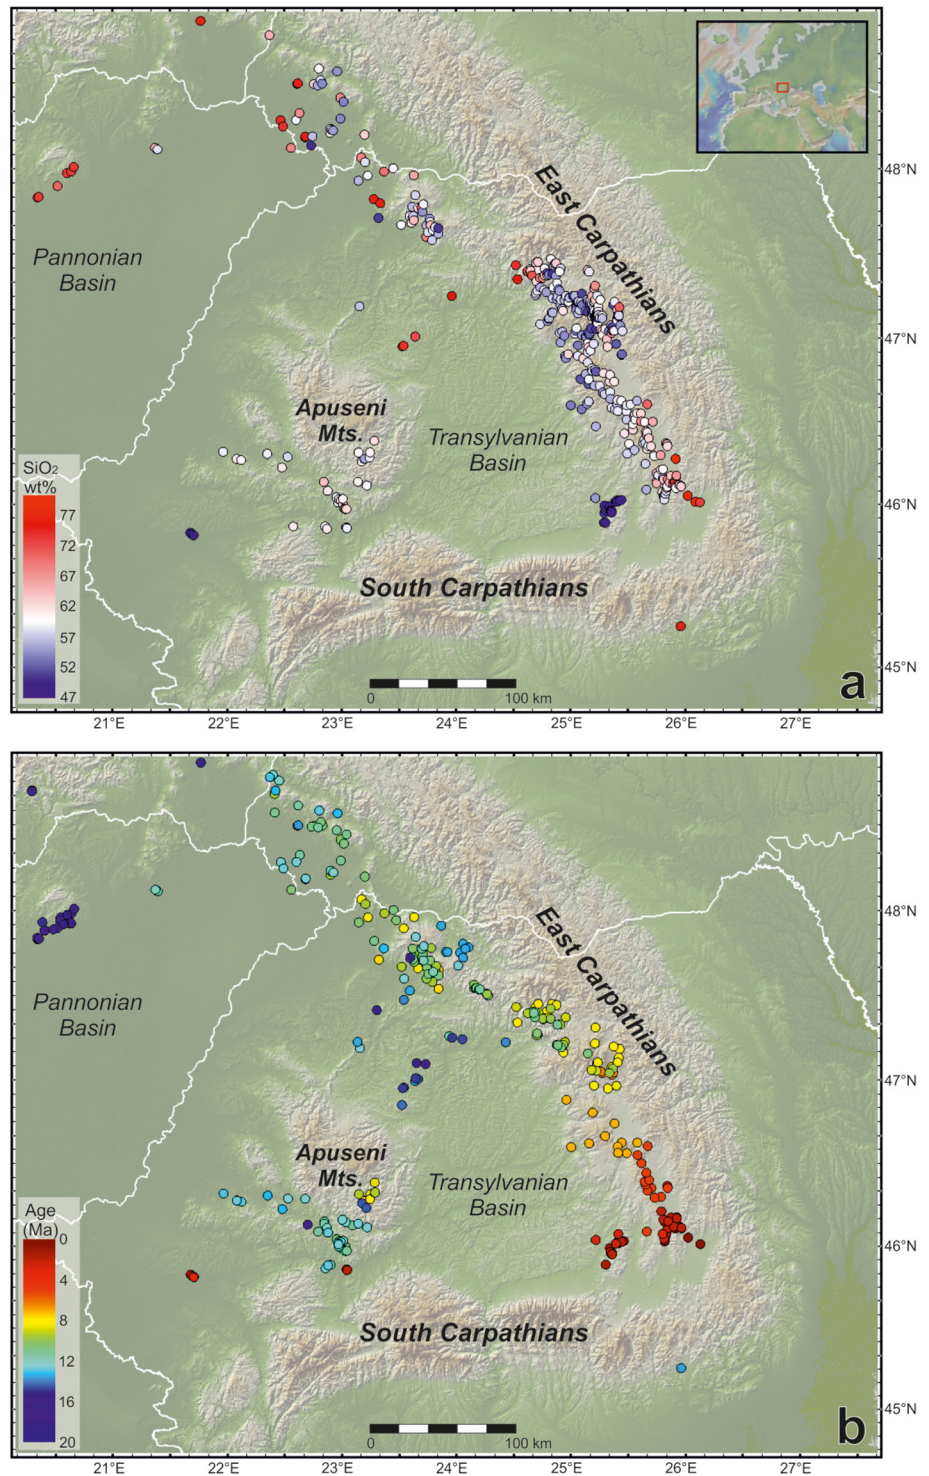 48°N
East Carpathians
Pannonian
Basin
47°N
Apuseni
Mts.
Transylvanian
Basin
SiO₂
wt%
77
72
67
62
57
52
47
46°N
South Carpathians
45°N
0
100 km
a
21°E
22°E
23°E
24°E
25°E
26°E
27°E
48°N
East Carpathians
Pannonian
Basin
47°N
Apuseni
Mts.
Transylvanian
Basin
Age
(Ma)
0
4
8
12
16
20
46°N
South Carpathians
45°N
0
100 km
b
21°E
22°E
23°E
24°E
25°E
26°E
27°E